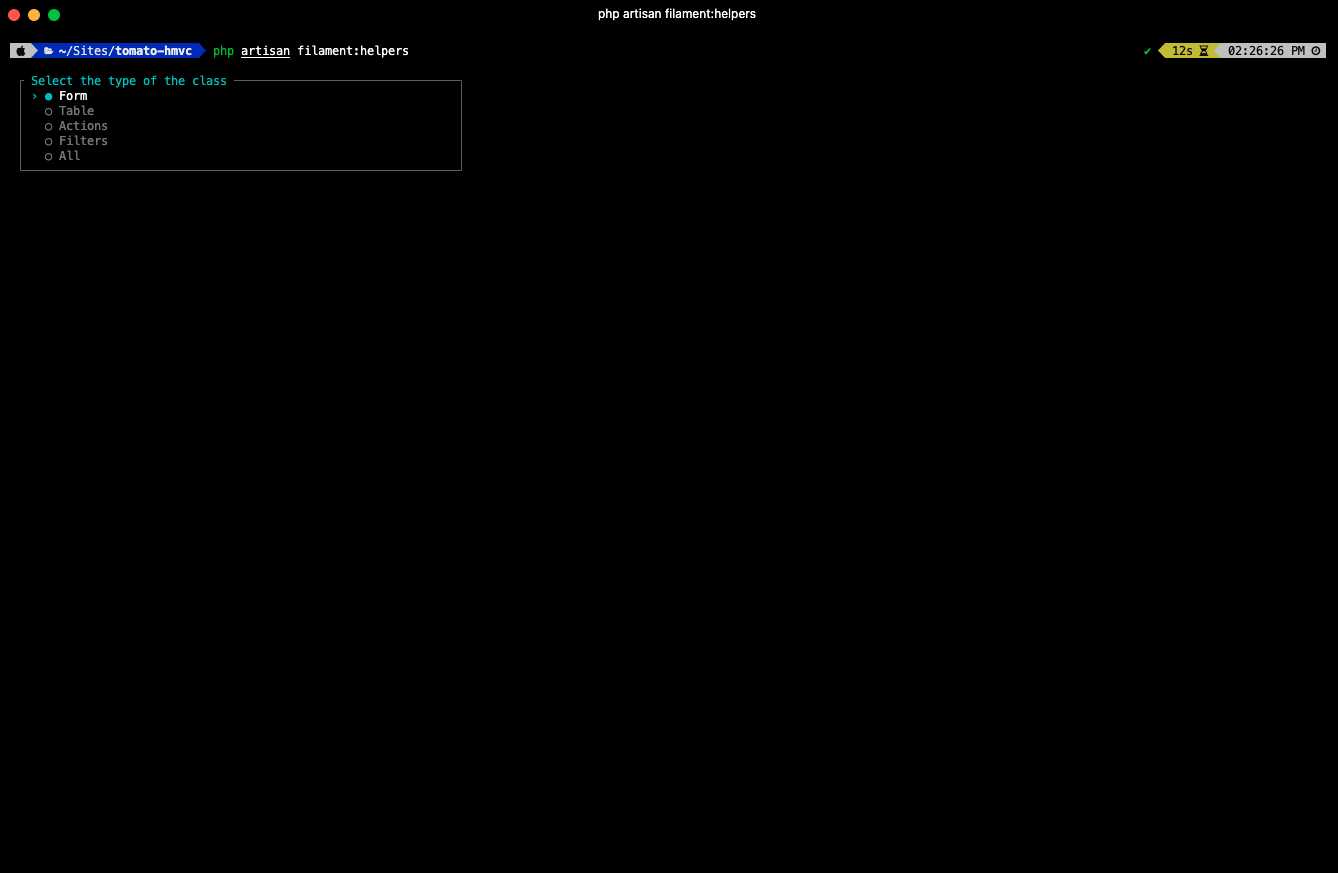 php artisan filament:helpers
~/Sites/tomato-hmvc php artisan filament:helpers ✔ 12s 02:26:26 PM
Select the type of the class
› ● Form
○ Table
○ Actions
○ Filters
○ All